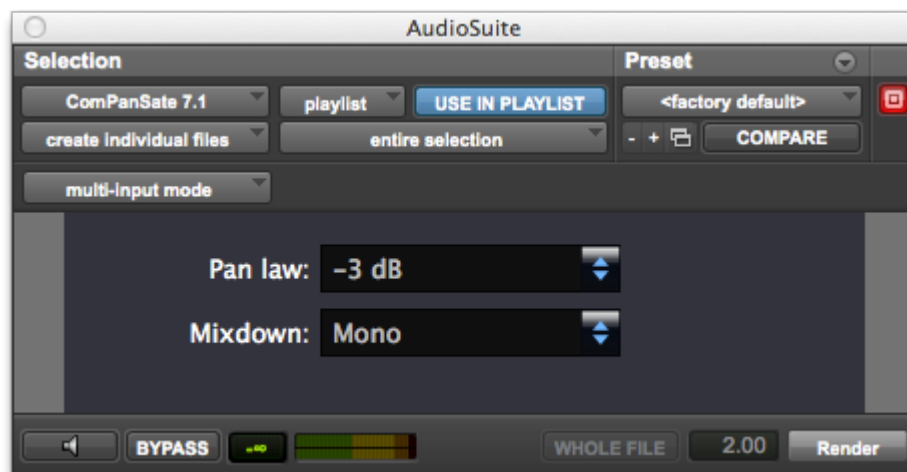 AudioSuite
Selection Preset
ComPanSate 7.1 playlist USE IN PLAYLIST <factory default>
create individual files entire selection - + COMPARE
multi-input mode
Pan law: -3 dB
Mixdown: Mono
BYPASS -∞ WHOLE FILE 2.00 Render